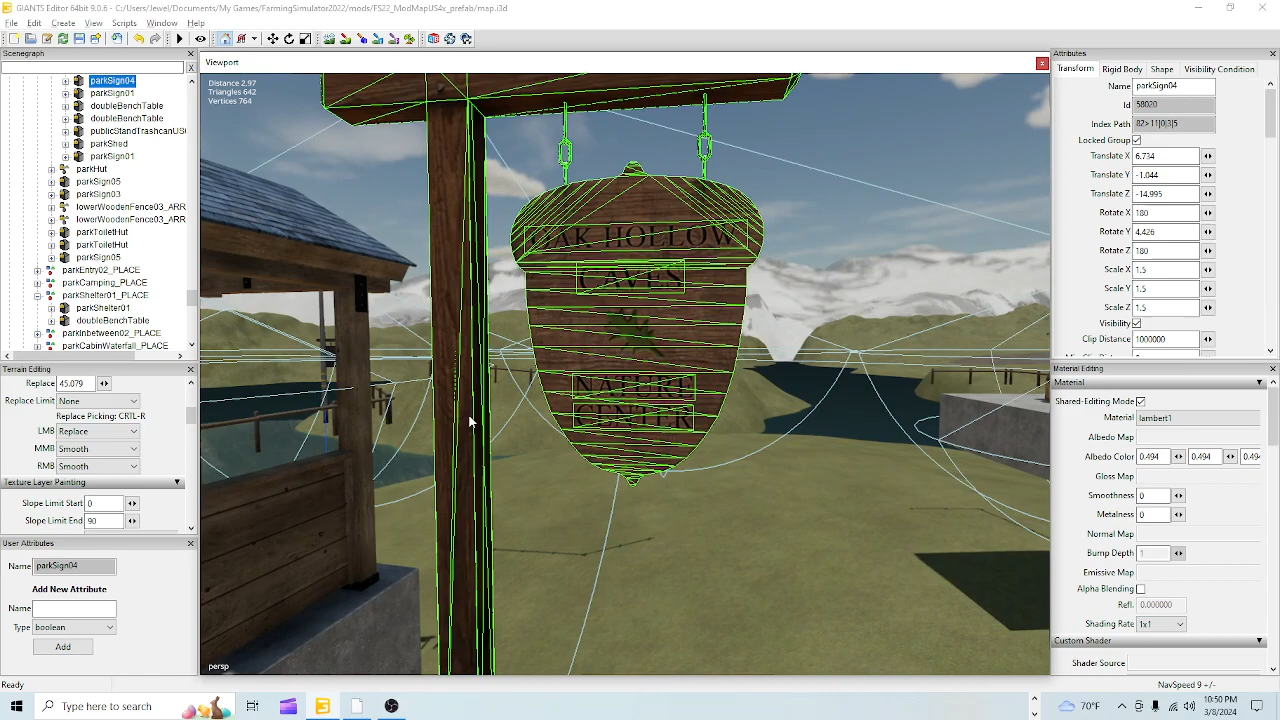 GIANTS Editor 64bit 9.0.6 - C:/Users/Jewel/Documents/My Games/FarmingSimulator2022/mods/FS22_ModMapUS4x_prefab/map.i3d
File Edit Create View Scripts Window Help
Scenegraph
X
parkSign04
parkSign01
doubleBenchTable
doubleBenchTable
publicStandTrashcanUS
parkShed
parkSign01
parkHut
parkSign05
parkSign03
lowerWoodenFence03_ARR
lowerWoodenFence03_ARR
parkToiletHut
parkToiletHut
parkSign05
parkEntry02_PLACE
parkCamping_PLACE
parkShelter01_PLACE
parkShelter01
doubleBenchTable
parkInbetween02_PLACE
parkCabinWaterfall_PLACE
Terrain Editing
Replace 45.079
Replace Limit None
Replace Picking: CRTL-R
LMB Replace
MMB Smooth
RMB Smooth
Texture Layer Painting
Slope Limit Start 0
Slope Limit End 90
User Attributes
Name parkSign04
Add New Attribute
Name
Type boolean
Add
Viewport
Distance 2.97
Triangles 642
Vertices 764
OAK HOLLOW
CAVES
NATURE
CENTER
persp
Attributes
Transform Rigid Body Shape Visibility Condition
Name parkSign04
Id 58020
Index Path 82>11|0|3|5
Locked Group
Translate X 6.734
Translate Y -1.044
Translate Z -14.995
Rotate X 180
Rotate Y 4.426
Rotate Z 180
Scale X 1.5
Scale Y 1.5
Scale Z 1.5
Visibility
Clip Distance 1000000
Material Editing
Material
Shared-Editing Mode
Material lambert1
Albedo Map
Albedo Color 0.494 0.494 0.494
Gloss Map
Smoothness 0
Metalness 0
Normal Map
Bump Depth 1
Emissive Map
Alpha Blending
Refl. 0.000000
Shading Rate 1x1
Custom Shader
Shader Source
Ready
NavSpeed 9 +/-
Type here to search
70°F
10:50 PM
3/8/2024